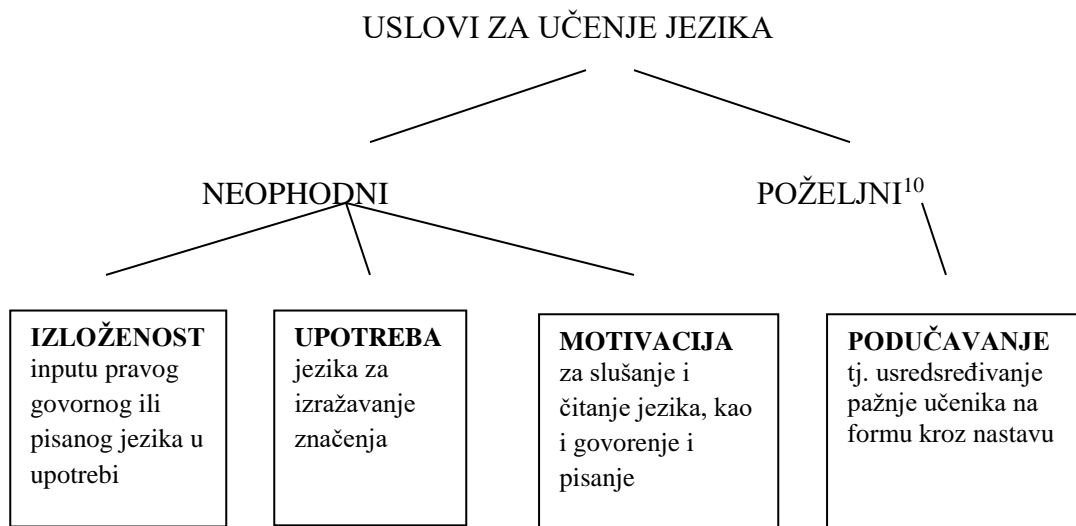 USLOVI ZA UČENJE JEZIKA
NEOPHODNI
POŽELJNI10
IZLOŽENOST
inputu pravog
govornog ili
pisanog jezika u
upotrebi
UPOTREBA
jezika za
izražavanje
značenja
MOTIVACIJA
za slušanje i
čitanje jezika, kao
i govorenje i
pisanje
PODUČAVANJE
tj. usredsređivanje
pažnje učenika na
formu kroz nastavu